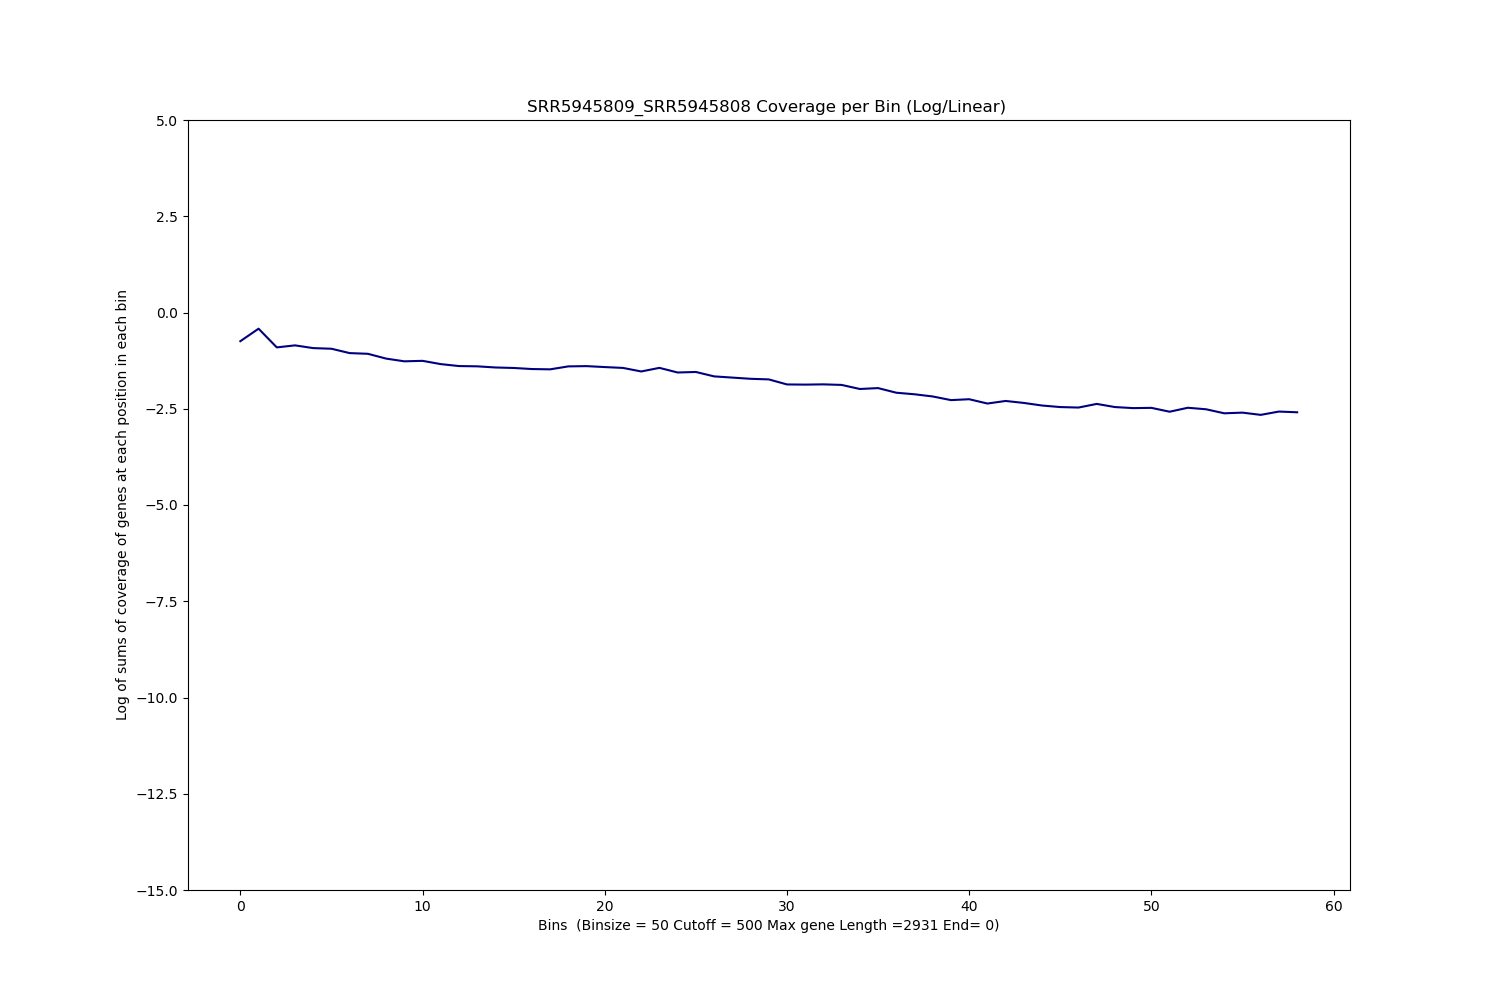 SRR5945809_SRR5945808 Coverage per Bin (Log/Linear)
5.0
2.5
0.0
−2.5
−5.0
−7.5
−10.0
−12.5
−15.0
Log of sums of coverage of genes at each position in each bin
0 10 20 30 40 50 60
Bins  (Binsize = 50 Cutoff = 500 Max gene Length =2931 End= 0)